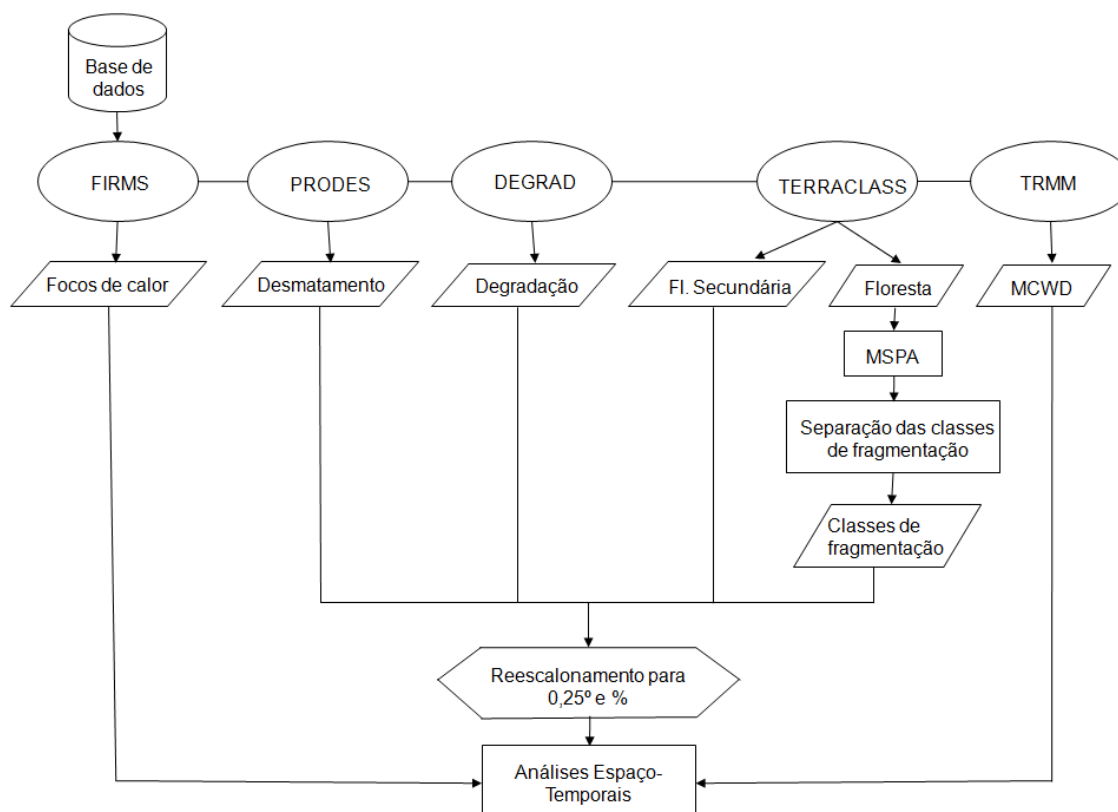 Base de
dados
FIRMS
PRODES
DEGRAD
TERRACLASS
TRMM
Focos de calor
Desmatamento
Degradação
Fl. Secundária
Floresta
MCWD
MSPA
Separação das classes
de fragmentação
Classes de
fragmentação
Reescalonamento para
0,25º e %
Análises Espaço-
Temporais